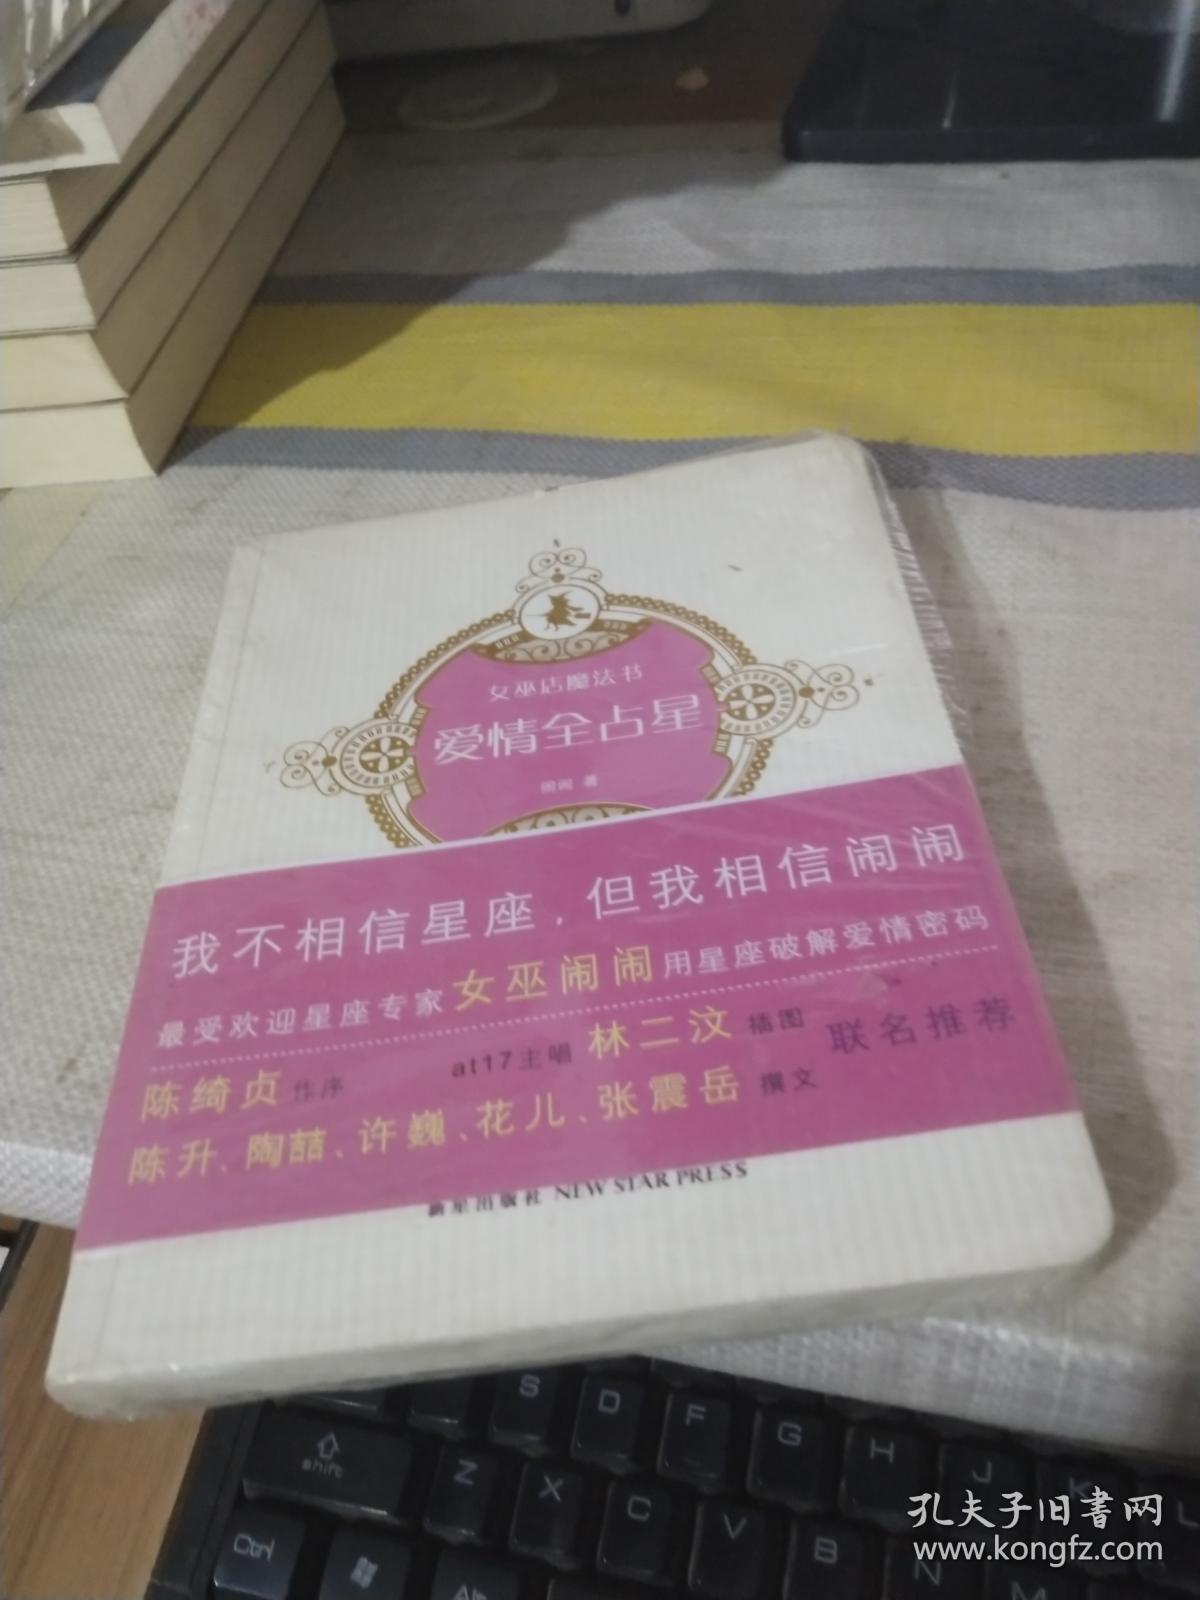 女巫店魔法书
爱情全占星
闹闹 著
我不相信星座，但我相信闹闹
最受欢迎星座专家女巫闹闹用星座破解爱情密码
陈绮贞作序 at17主唱 林二汶插图 联名推荐
陈升、陶喆、许巍、花儿、张震岳 撰文
新星出版社 NEW STAR PRESS
S D F G H J K L
shift Z X C V B N M
Ctrl Alt
孔夫子旧書网
www.kongfz.com